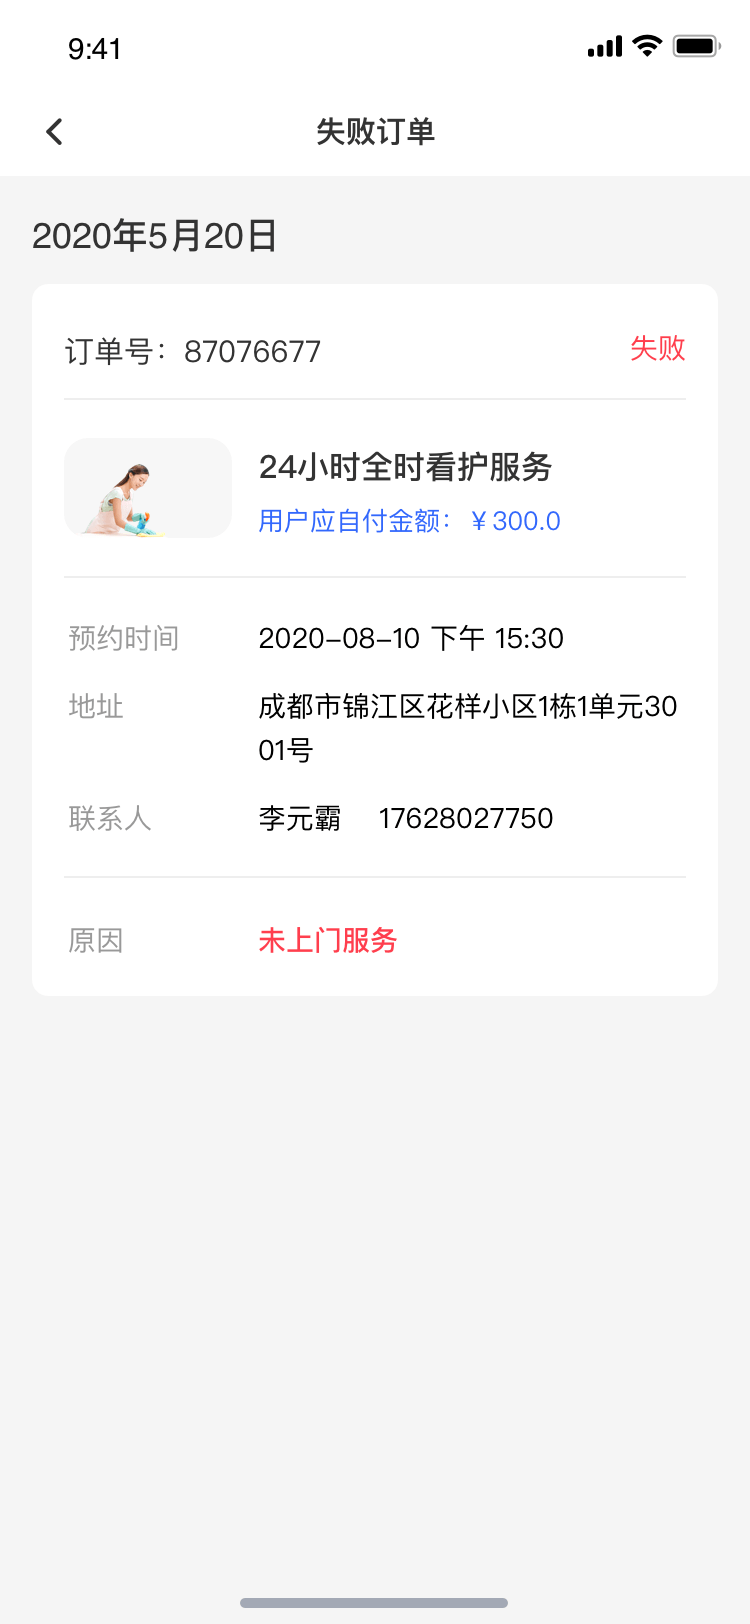 9:41
失败订单
2020年5月20日
订单号：87076677
失败
24小时全时看护服务
用户应自付金额：￥300.0
预约时间
2020-08-10 下午 15:30
地址
成都市锦江区花样小区1栋1单元30
01号
联系人
李元霸 17628027750
原因
未上门服务